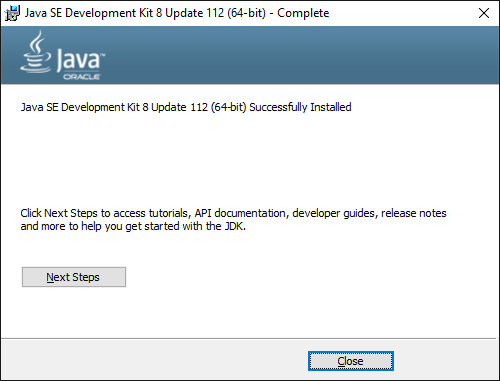 Java SE Development Kit 8 Update 112 (64-bit) - Complete
Java™
ORACLE
Java SE Development Kit 8 Update 112 (64-bit) Successfully Installed
Click Next Steps to access tutorials, API documentation, developer guides, release notes
and more to help you get started with the JDK.
Next Steps
Close